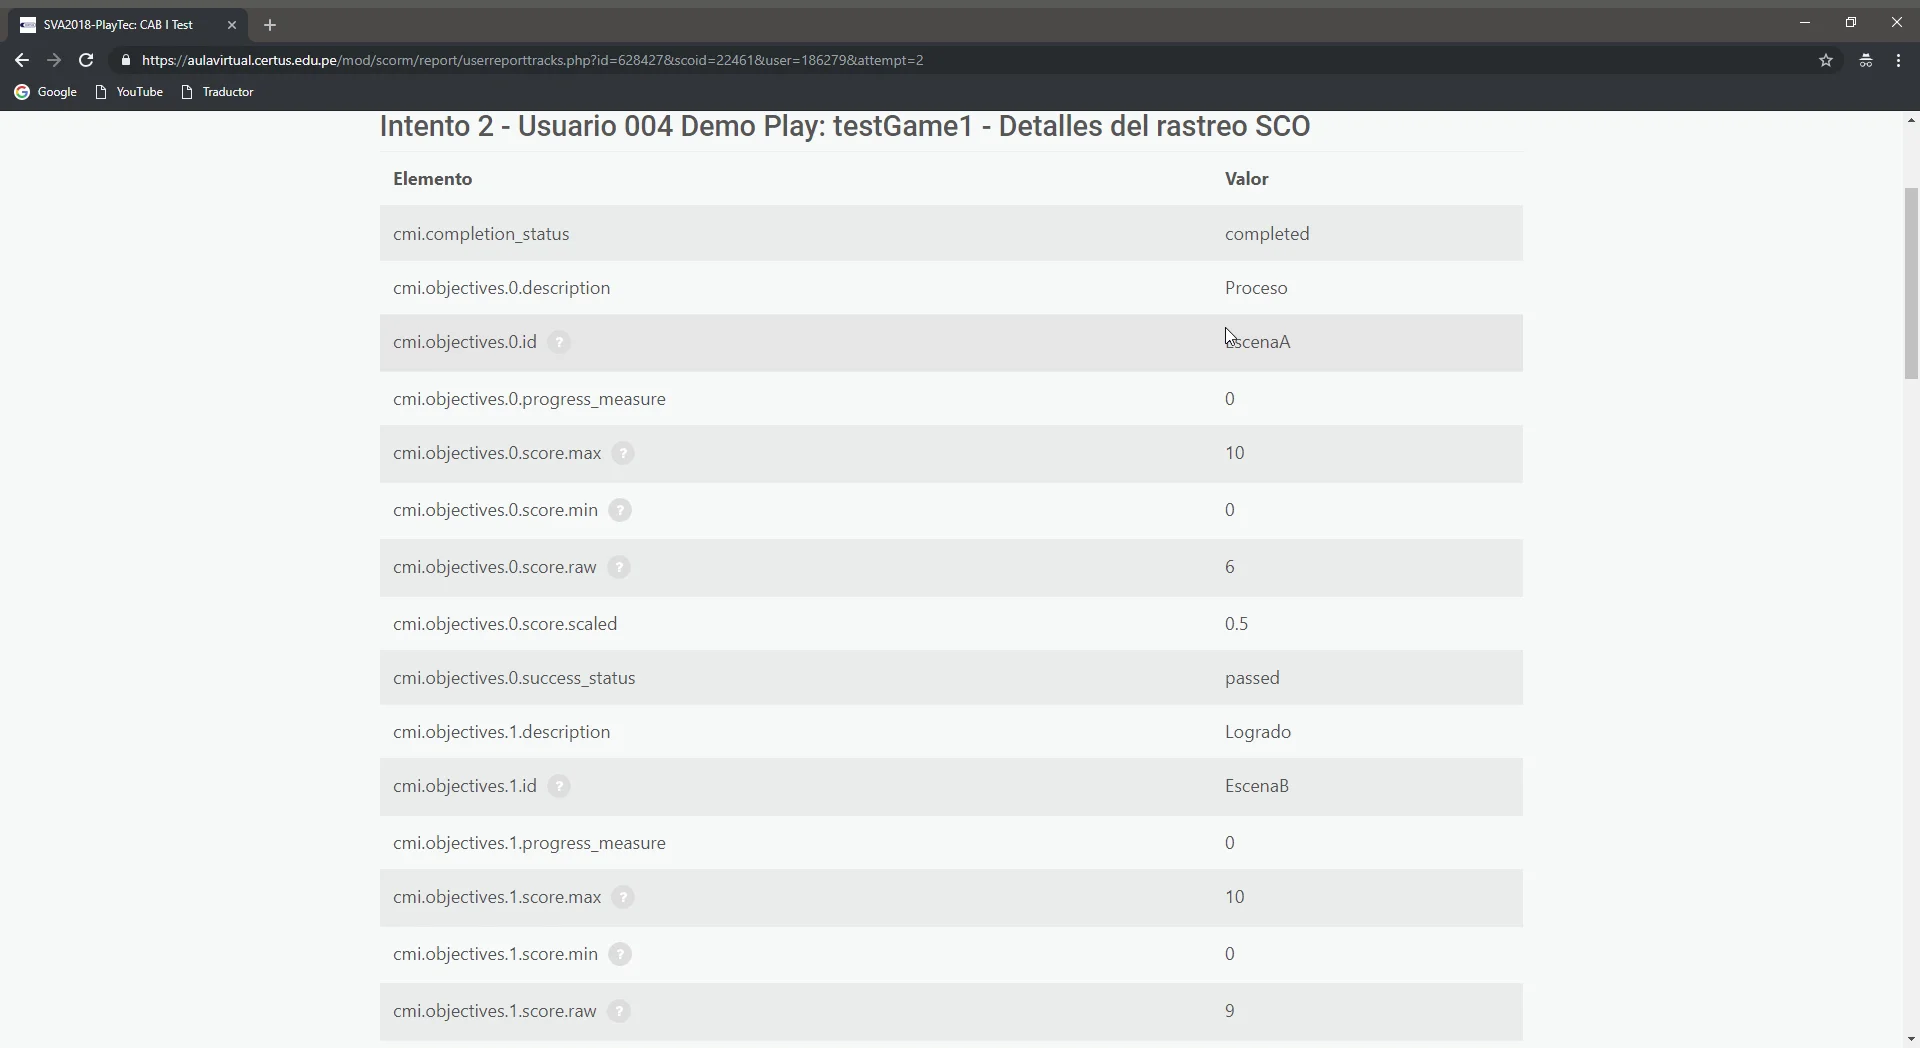 SVA2018-PlayTec: CAB I Test
https://aulavirtual.certus.edu.pe/mod/scorm/report/userreporttracks.php?id=628427&scoid=22461&user=186279&attempt=2
Google YouTube Traductor
Intento 2 - Usuario 004 Demo Play: testGame1 - Detalles del rastreo SCO
Elemento Valor
cmi.completion_status completed
cmi.objectives.0.description Proceso
cmi.objectives.0.id ? EscenaA
cmi.objectives.0.progress_measure 0
cmi.objectives.0.score.max ? 10
cmi.objectives.0.score.min ? 0
cmi.objectives.0.score.raw ? 6
cmi.objectives.0.score.scaled 0.5
cmi.objectives.0.success_status passed
cmi.objectives.1.description Logrado
cmi.objectives.1.id ? EscenaB
cmi.objectives.1.progress_measure 0
cmi.objectives.1.score.max ? 10
cmi.objectives.1.score.min ? 0
cmi.objectives.1.score.raw ? 9